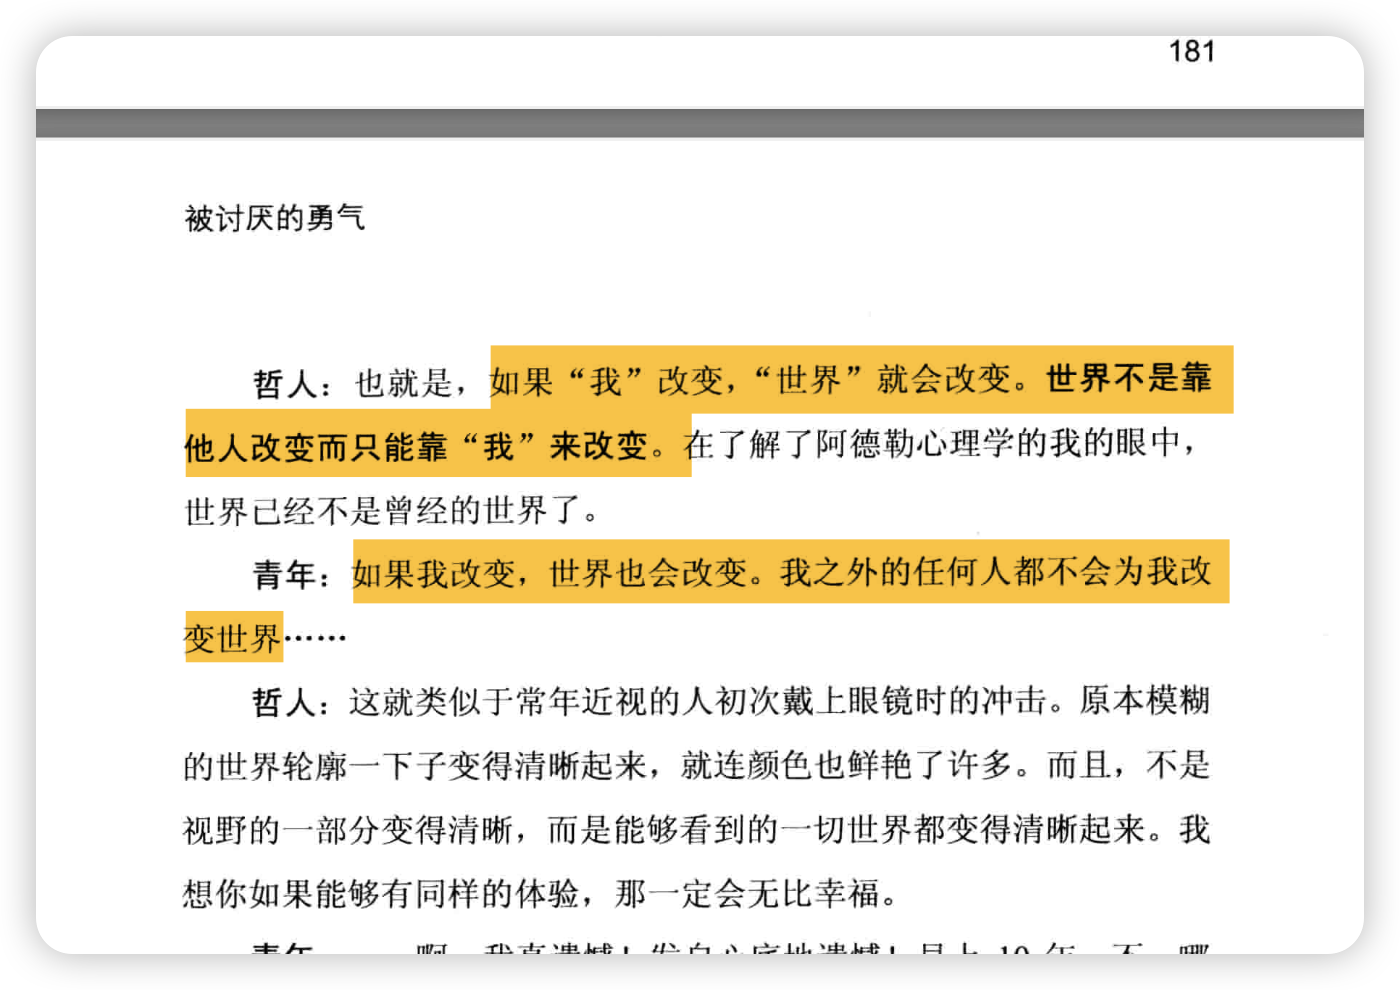 181
被讨厌的勇气
哲人：也就是，如果“我”改变，“世界”就会改变。世界不是靠
他人改变而只能靠“我”来改变。在了解了阿德勒心理学的我的眼中，
世界已经不是曾经的世界了。
青年：如果我改变，世界也会改变。我之外的任何人都不会为我改
变世界……
哲人：这就类似于常年近视的人初次戴上眼镜时的冲击。原本模糊
的世界轮廓一下子变得清晰起来，就连颜色也鲜艳了许多。而且，不是
视野的一部分变得清晰，而是能够看到的一切世界都变得清晰起来。我
想你如果能够有同样的体验，那一定会无比幸福。